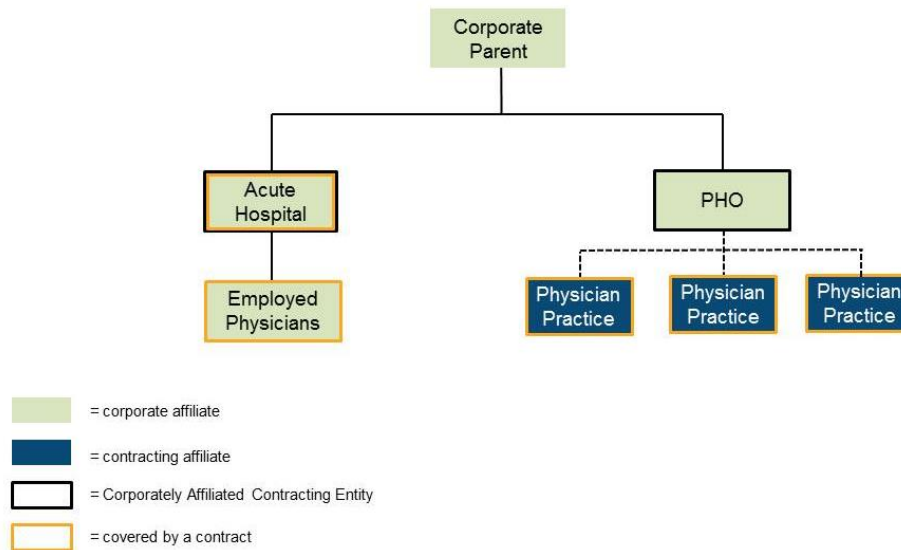 Corporate
Parent
Acute
Hospital
PHO
Employed
Physicians
Physician
Practice
Physician
Practice
Physician
Practice
= corporate affiliate
= contracting affiliate
= Corporately Affiliated Contracting Entity
= covered by a contract